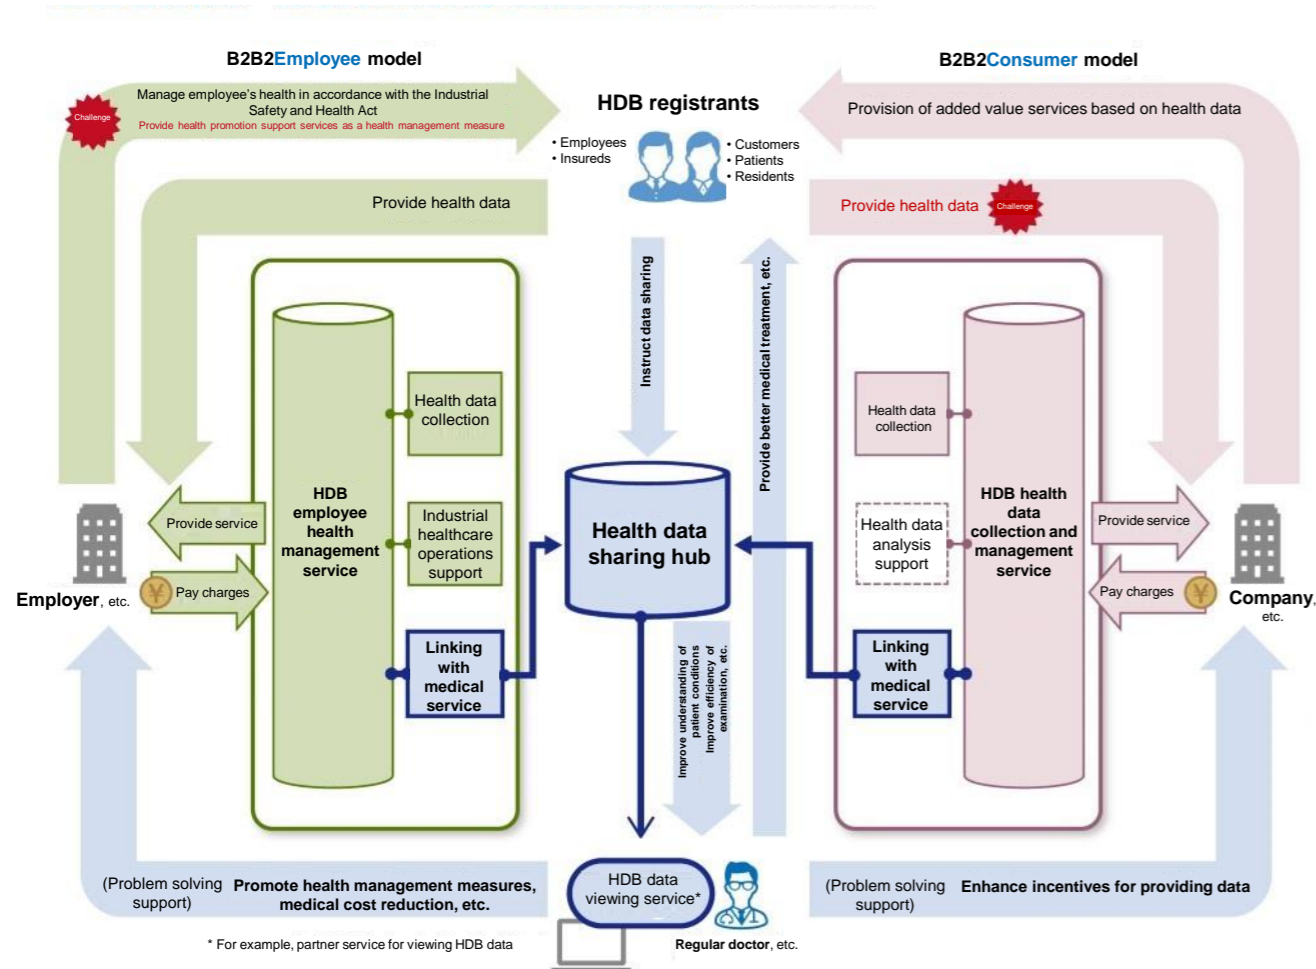 B2B2Employee model
B2B2Consumer model
Challenge
Manage employee's health in accordance with the Industrial
Safety and Health Act
Provide health promotion support services as a health management measure
HDB registrants
• Employees
• Insureds
• Customers
• Patients
• Residents
Provision of added value services based on health data
Provide health data
Provide health data
Challenge
Instruct data sharing
Provide better medical treatment, etc.
HDB
employee
health
management
service
Health data
collection
Industrial
healthcare
operations
support
Linking
with
medical
service
Health data
sharing hub
Health data
collection
Health data
analysis
support
Linking
with
medical
service
HDB health
data
collection and
management
service
Provide service
¥
Pay charges
Employer, etc.
Provide service
Pay charges
¥
Company,
etc.
Improve understanding of
patient conditions
Improve efficiency of
examination, etc.
(Problem solving
support)
Promote health management measures,
medical cost reduction, etc.
HDB data
viewing service*
Regular doctor, etc.
(Problem solving
support)
Enhance incentives for providing data
* For example, partner service for viewing HDB data